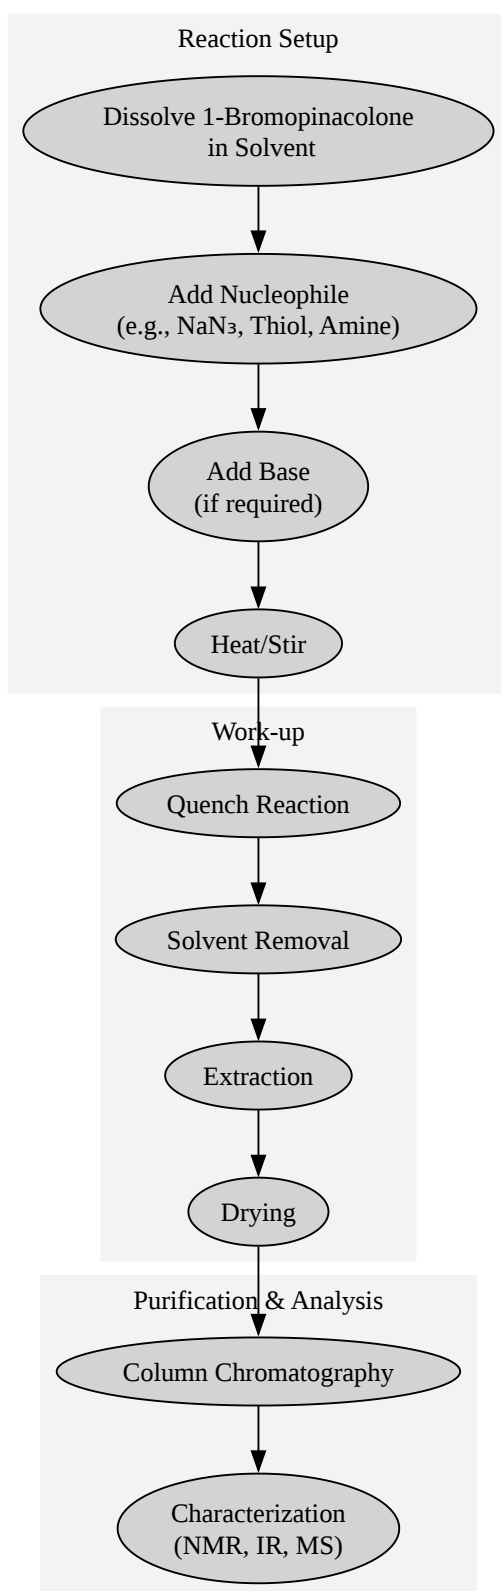 Reaction Setup
Dissolve 1-Bromopinacolone
in Solvent
Add Nucleophile
(e.g., NaN₃, Thiol, Amine)
Add Base
(if required)
Heat/Stir
Work-up
Quench Reaction
Solvent Removal
Extraction
Drying
Purification & Analysis
Column Chromatography
Characterization
(NMR, IR, MS)